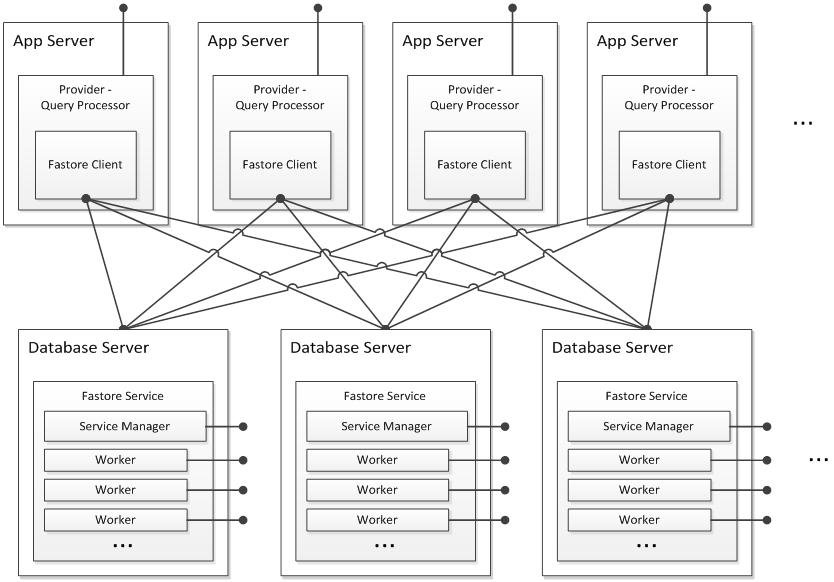 App Server
App Server
App Server
App Server
Provider -
Query Processor
Provider -
Query Processor
Provider -
Query Processor
Provider -
Query Processor
...
Fastore Client
Fastore Client
Fastore Client
Fastore Client
Database Server
Database Server
Database Server
Fastore Service
Fastore Service
Fastore Service
Service Manager
Service Manager
Service Manager
Worker
Worker
Worker
...
Worker
Worker
Worker
Worker
Worker
Worker
...
...
...